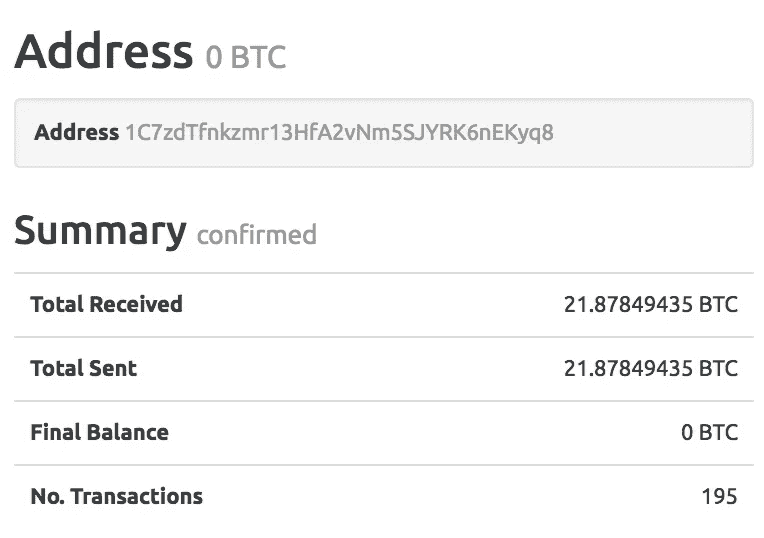 Address 0 BTC
Address 1C7zdTfnkzmr13HfA2vNm5SJYRK6nEKyq8
Summary confirmed
Total Received 21.87849435 BTC
Total Sent 21.87849435 BTC
Final Balance 0 BTC
No. Transactions 195